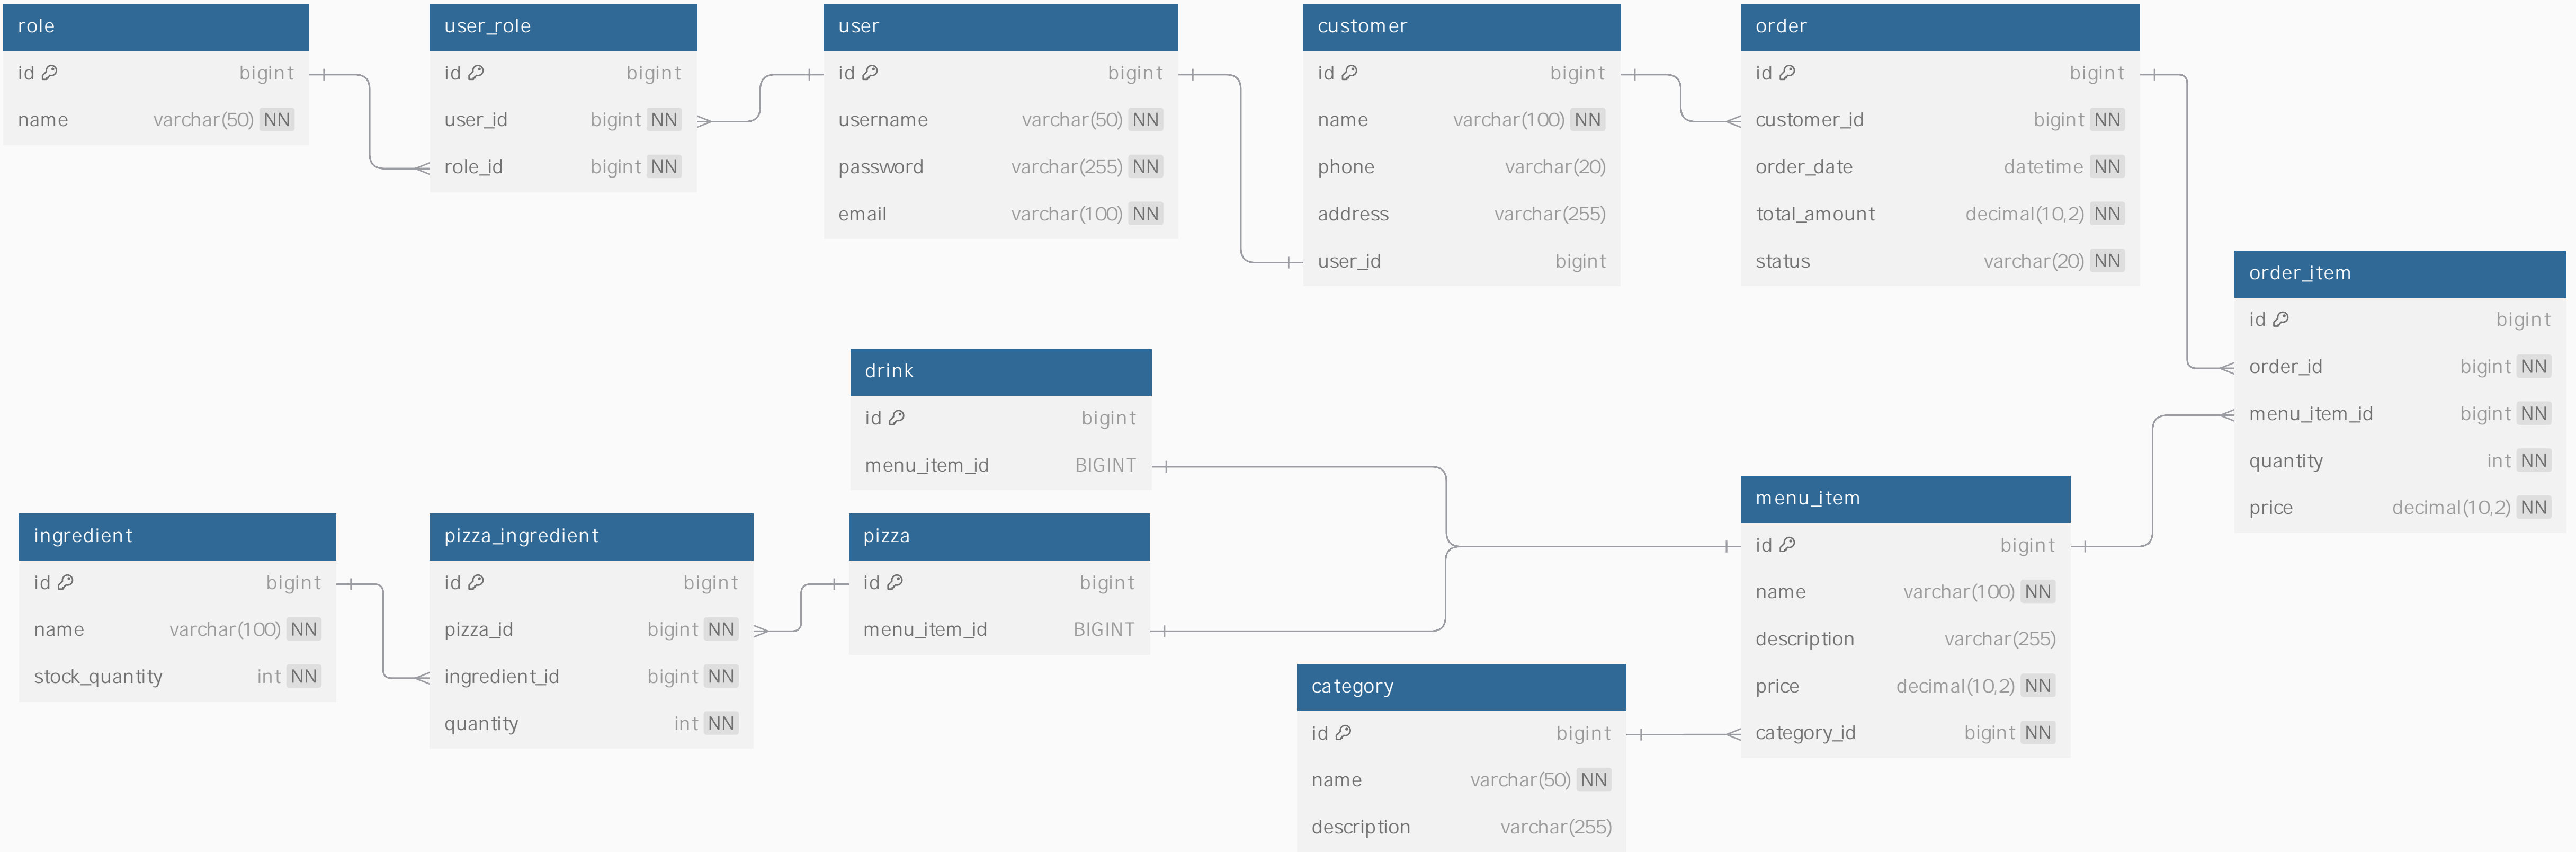 role
id bigint
name varchar(50) NN
user_role
id bigint
user_id bigint NN
role_id bigint NN
user
id bigint
username varchar(50) NN
password varchar(255) NN
email varchar(100) NN
customer
id bigint
name varchar(100) NN
phone varchar(20)
address varchar(255)
user_id bigint
order
id bigint
customer_id bigint NN
order_date datetime NN
total_amount decimal(10,2) NN
status varchar(20) NN
order_item
id bigint
order_id bigint NN
menu_item_id bigint NN
quantity int NN
price decimal(10,2) NN
drink
id bigint
menu_item_id BIGINT
ingredient
id bigint
name varchar(100) NN
stock_quantity int NN
pizza_ingredient
id bigint
pizza_id bigint NN
ingredient_id bigint NN
quantity int NN
pizza
id bigint
menu_item_id BIGINT
menu_item
id bigint
name varchar(100) NN
description varchar(255)
price decimal(10,2) NN
category_id bigint NN
category
id bigint
name varchar(50) NN
description varchar(255)